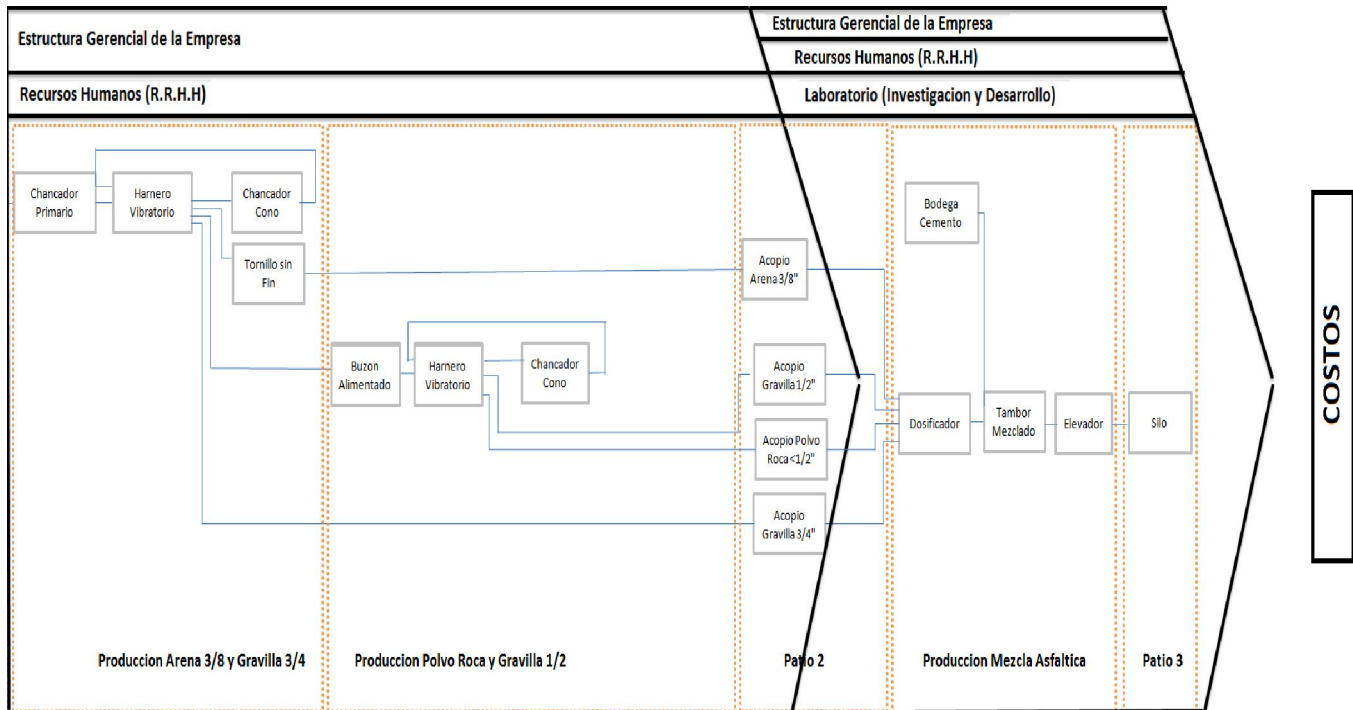 Estructura Gerencial de la Empresa
Recursos Humanos (R.R.H.H)
Estructura Gerencial de la Empresa
Recursos Humanos (R.R.H.H)
Laboratorio (Investigacion y Desarrollo)
Chancador
Primario
Harnero
Vibratorio
Chancador
Cono
Tornillo sin
Fin
Buzon
Alimentado
Harnero
Vibratorio
Chancador
Cono
Acopio
Arena 3/8"
Acopio
Gravilla 1/2"
Acopio Polvo
Roca <1/2"
Acopio
Gravilla 3/4"
Bodega
Cemento
Dosificador
Tambor
Mezclado
Elevador
Silo
Produccion Arena 3/8 y Gravilla 3/4
Produccion Polvo Roca y Gravilla 1/2
Patio 2
Produccion Mezcla Asfaltica
Patio 3
COSTOS